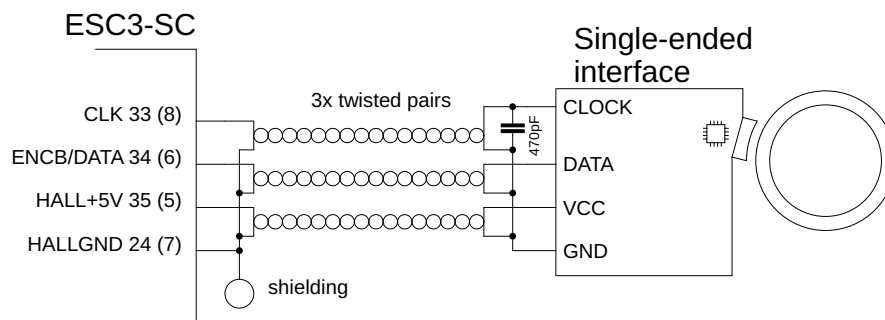 ESC3-SC
Single-ended
interface
3x twisted pairs
CLK 33 (8)
CLOCK
470pF
ENCB/DATA 34 (6)
DATA
HALL+5V 35 (5)
VCC
HALLGND 24 (7)
GND
shielding